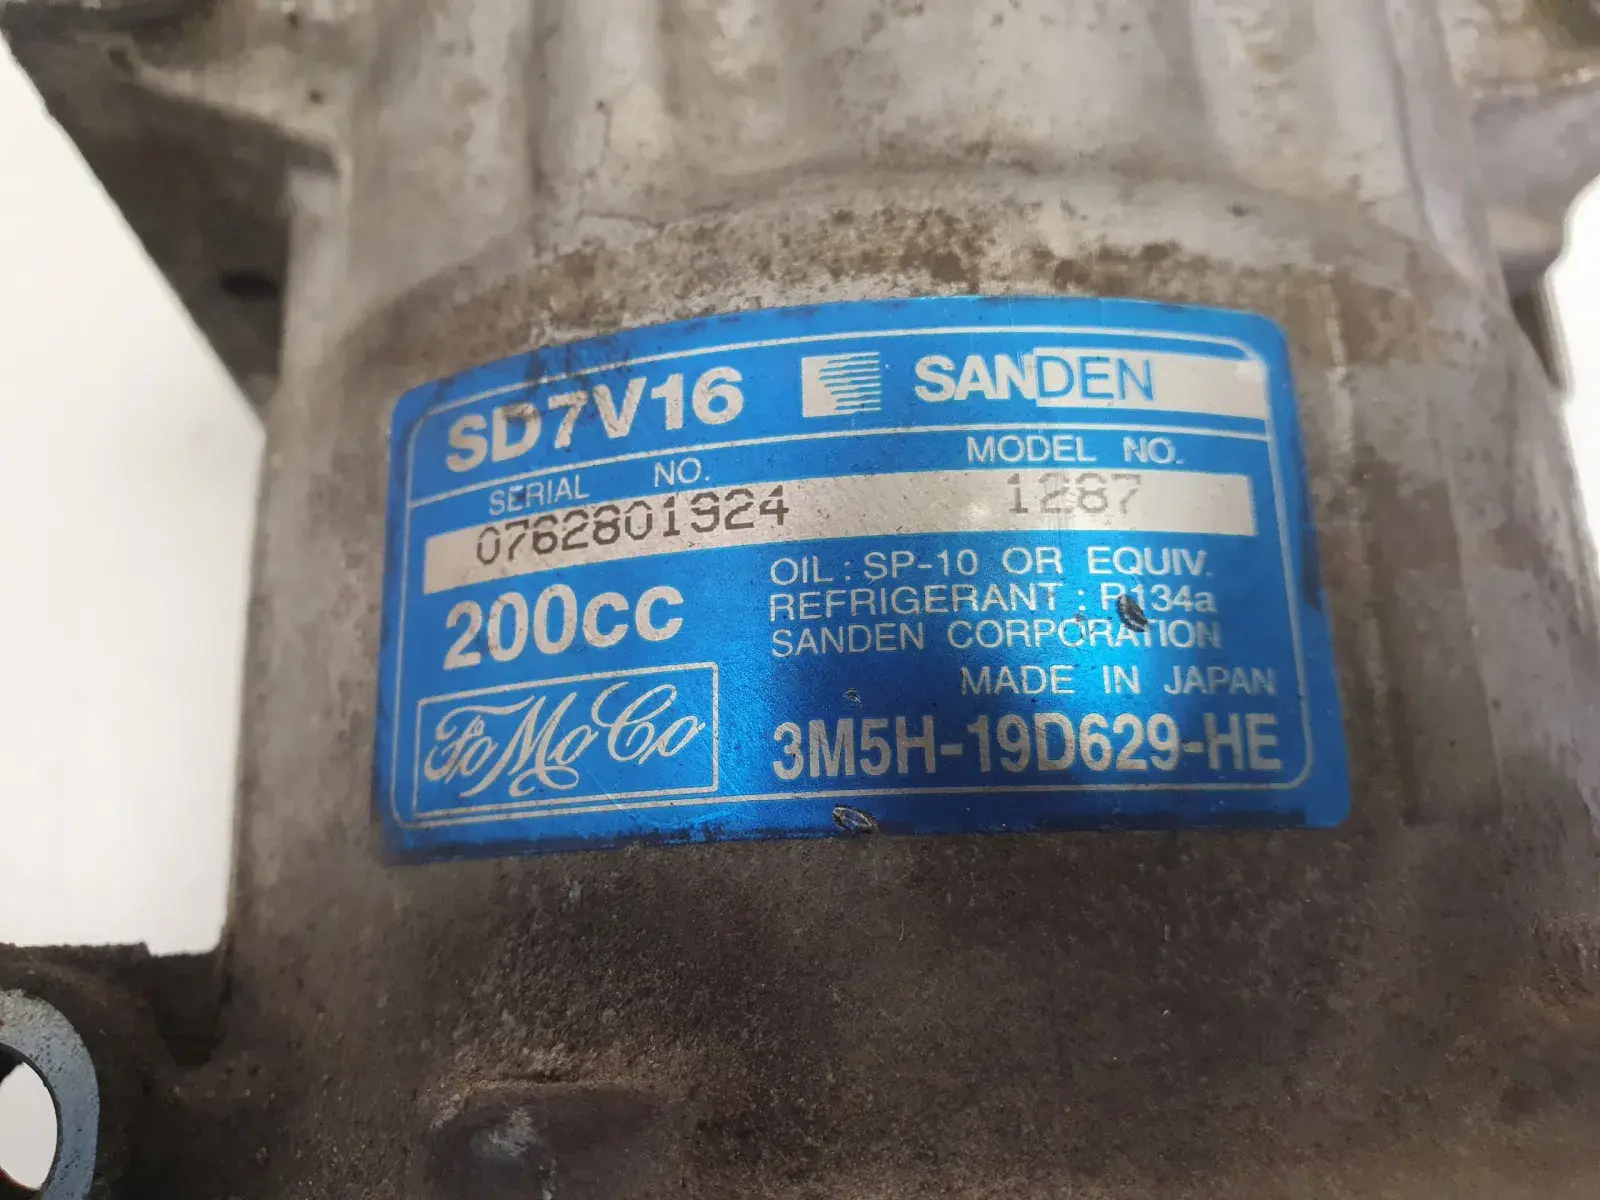 SD7V16 SANDEN
SERIAL NO. MODEL NO.
0762801924 1287
200cc
OIL : SP-10 OR EQUIV.
REFRIGERANT : R134a
SANDEN CORPORATION
MADE IN JAPAN
FoMoCo
3M5H-19D629-HE